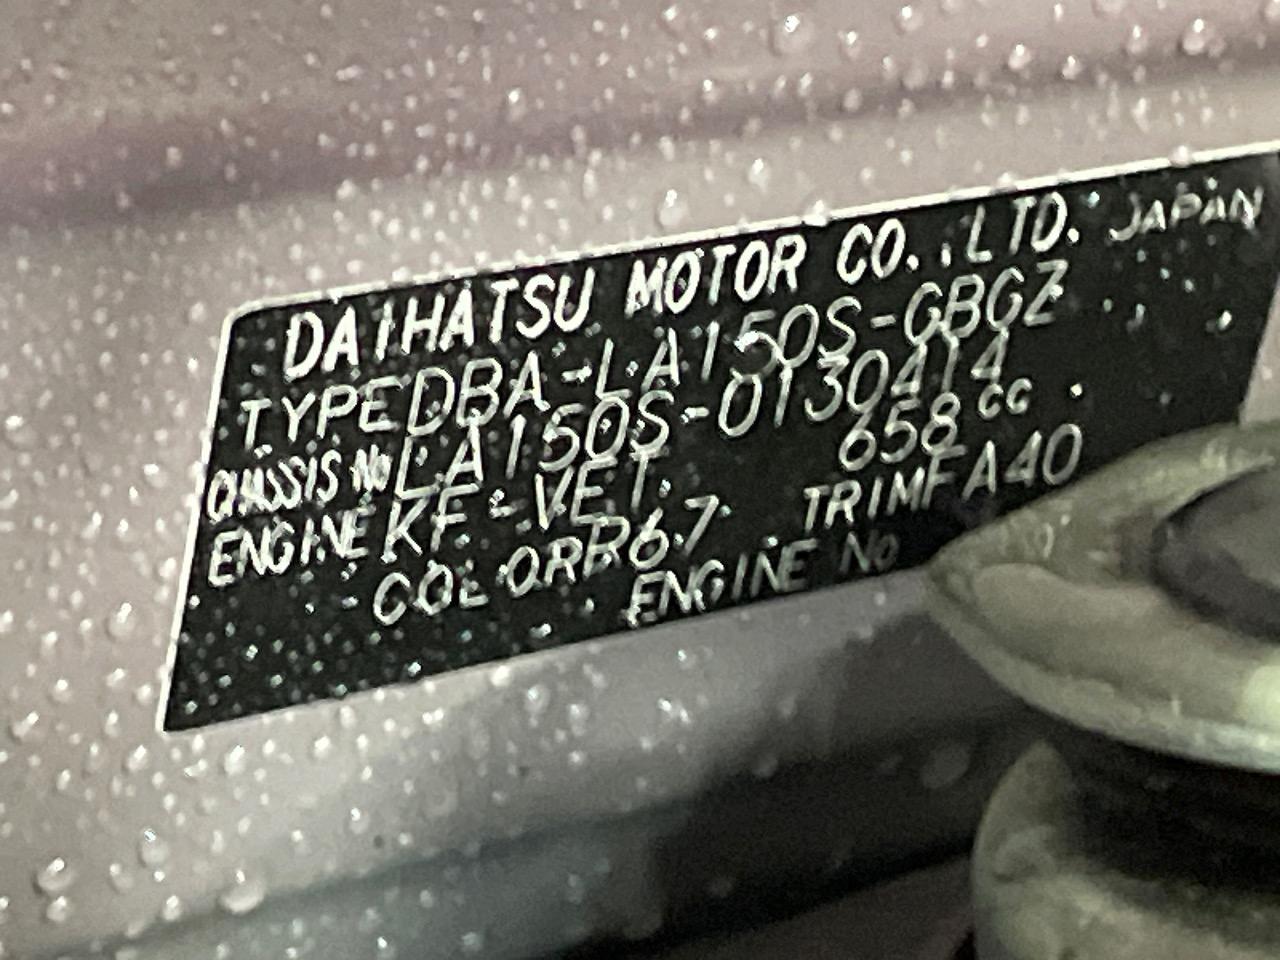 DAIHATSU MOTOR CO.,LTD. JAPAN
TYPE DBA-LA150S-GBGZ
CHASSIS No LA150S-0130414
ENGINE KF-VET 658 cc
COLOR R67 TRIM FA40
ENGINE No